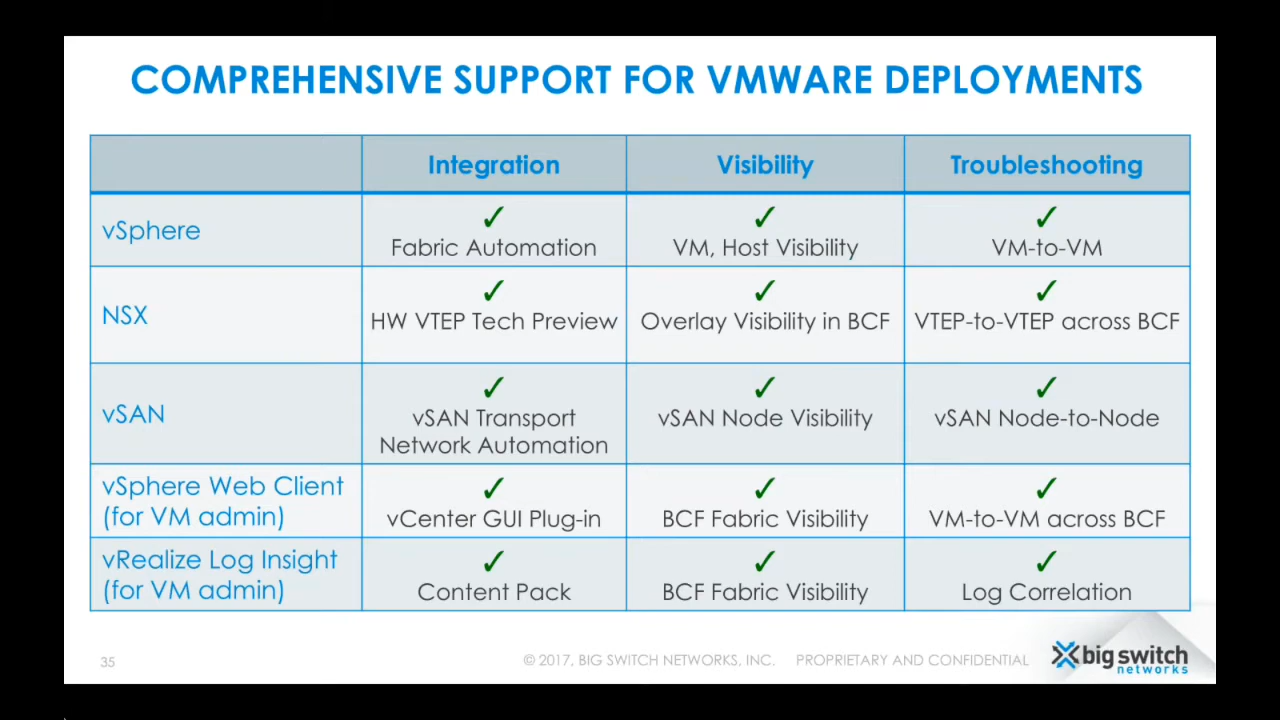 COMPREHENSIVE SUPPORT FOR VMWARE DEPLOYMENTS
Integration Visibility Troubleshooting
vSphere
✓ ✓ ✓
Fabric Automation VM, Host Visibility VM-to-VM
NSX
✓ ✓ ✓
HW VTEP Tech Preview Overlay Visibility in BCF VTEP-to-VTEP across BCF
vSAN
✓ ✓ ✓
vSAN Transport vSAN Node Visibility vSAN Node-to-Node
Network Automation
vSphere Web Client
(for VM admin)
✓ ✓ ✓
vCenter GUI Plug-in BCF Fabric Visibility VM-to-VM across BCF
vRealize Log Insight
(for VM admin)
✓ ✓ ✓
Content Pack BCF Fabric Visibility Log Correlation
35 © 2017, BIG SWITCH NETWORKS, INC. PROPRIETARY AND CONFIDENTIAL
big switch
networks